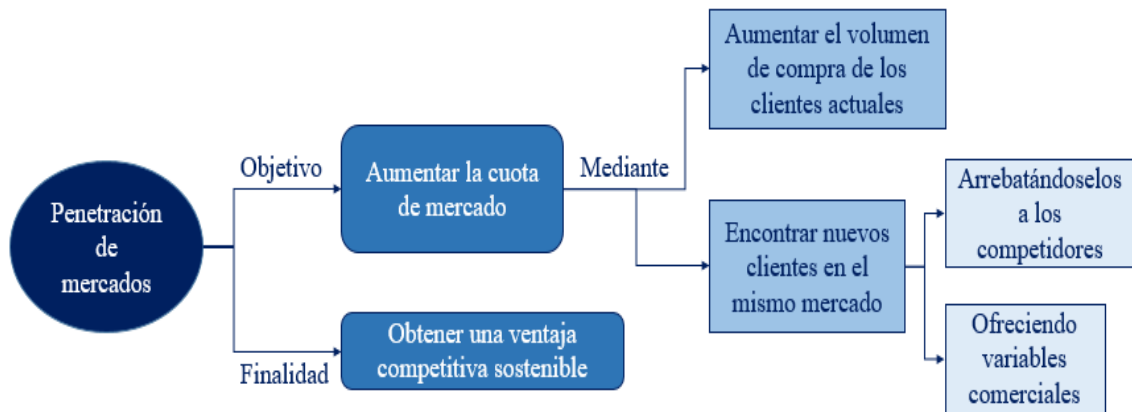 Penetración
de
mercados
Objetivo
Aumentar la cuota
de mercado
Mediante
Aumentar el volumen
de compra de los
clientes actuales
Encontrar nuevos
clientes en el
mismo mercado
Arrebatándoselos
a los
competidores
Ofreciendo
variables
comerciales
Finalidad
Obtener una ventaja
competitiva sostenible